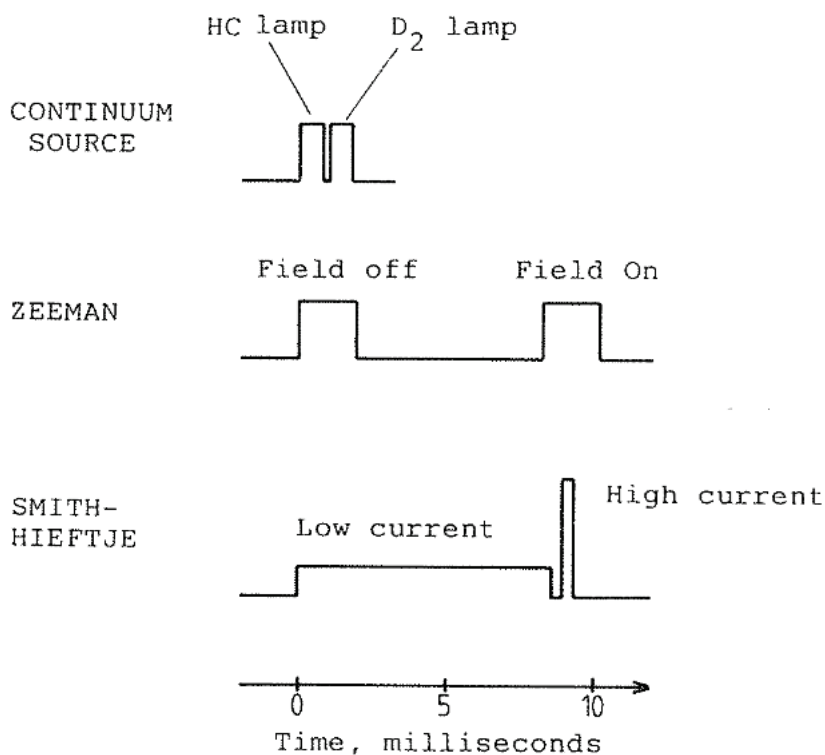 HC lamp D2 lamp
CONTINUUM
SOURCE
Field off Field On
ZEEMAN
SMITH-
HIEFTJE
Low current
High current
0 5 10
Time, milliseconds